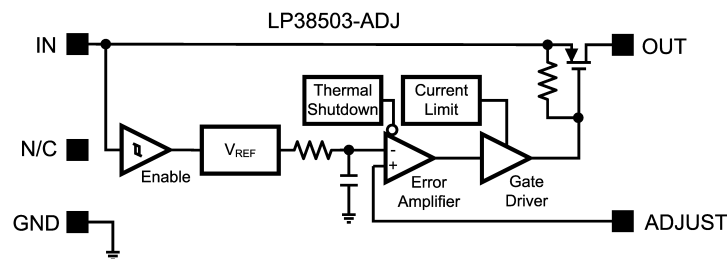 LP38503-ADJ
IN
OUT
Thermal
Shutdown
Current
Limit
N/C
Enable
VREF
-
+
Error
Amplifier
Gate
Driver
GND
ADJUST